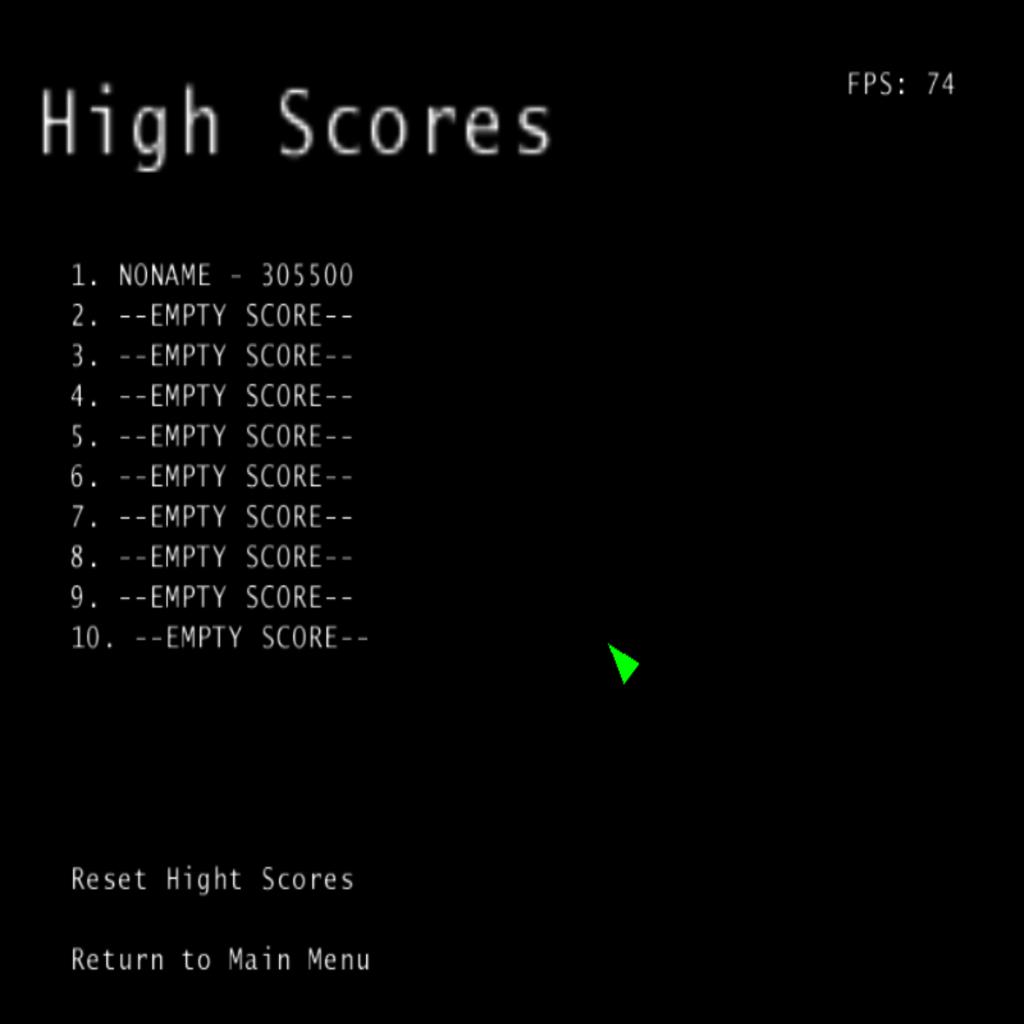 High Scores
FPS: 74
1. NONAME - 305500
2. --EMPTY SCORE--
3. --EMPTY SCORE--
4. --EMPTY SCORE--
5. --EMPTY SCORE--
6. --EMPTY SCORE--
7. --EMPTY SCORE--
8. --EMPTY SCORE--
9. --EMPTY SCORE--
10. --EMPTY SCORE--
Reset Hight Scores
Return to Main Menu